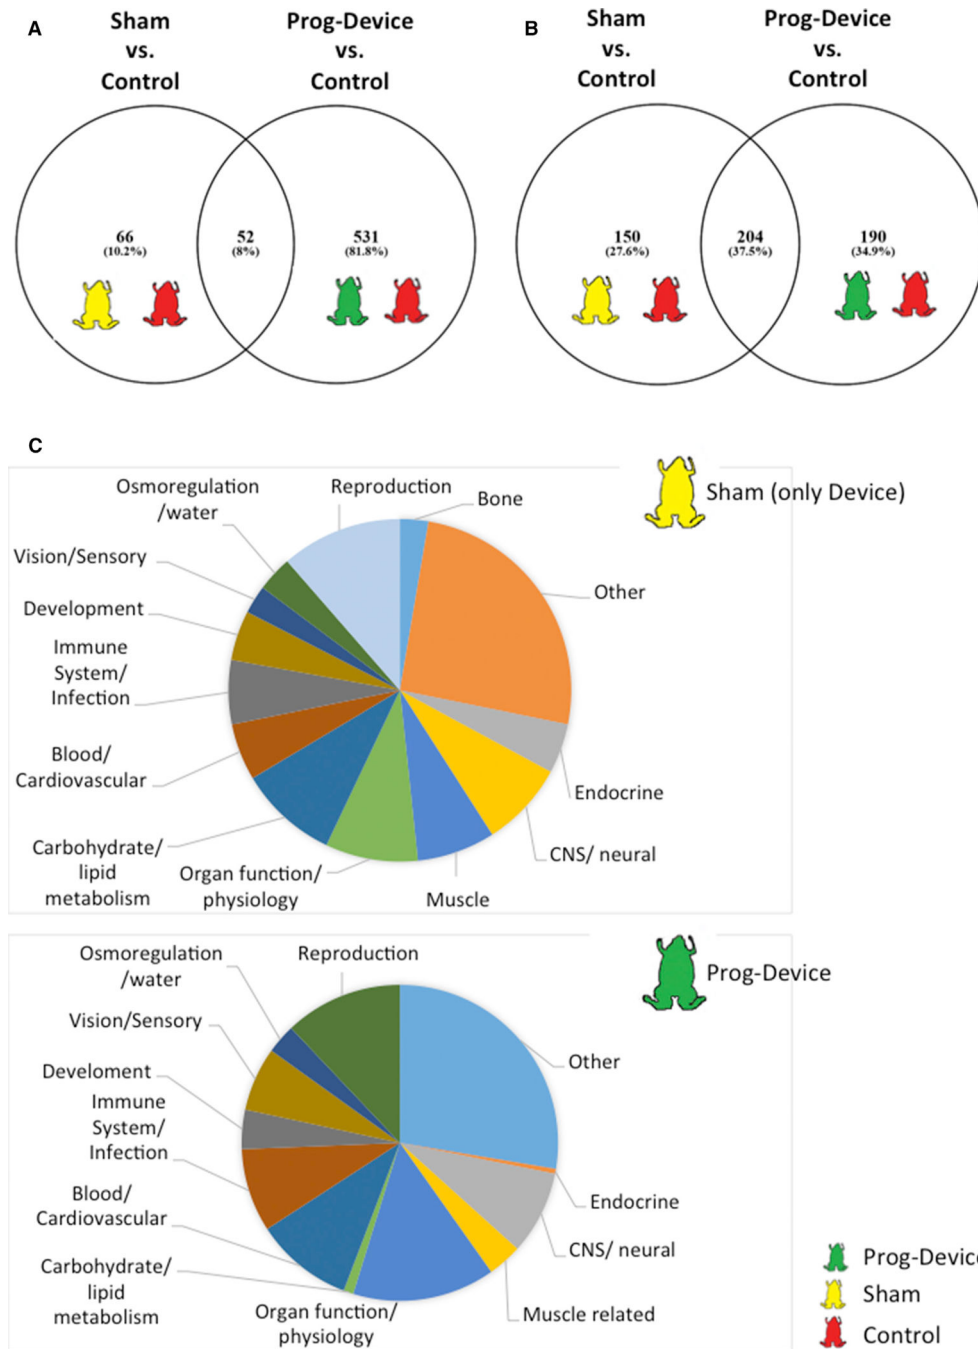 A
Sham
vs.
Control
Prog-Device
vs.
Control
66
(10.2%)
52
(8%)
531
(81.8%)
B
Sham
vs.
Control
Prog-Device
vs.
Control
150
(27.6%)
204
(37.5%)
190
(34.9%)
C
Sham (only Device)
Osmoregulation
/water
Reproduction
Bone
Vision/Sensory
Other
Development
Immune
System/
Infection
Blood/
Cardiovascular
Endocrine
Carbohydrate/
lipid
metabolism
Organ function/
physiology
Muscle
CNS/ neural
Prog-Device
Osmoregulation
/water
Reproduction
Vision/Sensory
Other
Develoment
Immune
System/
Infection
Blood/
Cardiovascular
Endocrine
CNS/ neural
Carbohydrate/
lipid
metabolism
Organ function/
physiology
Muscle related
Prog-Device
Sham
Control